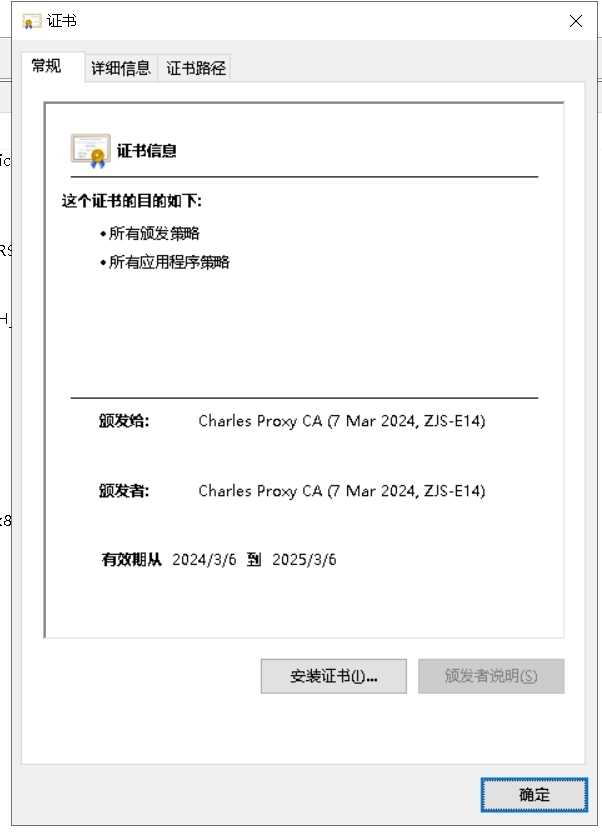 证书
常规 详细信息 证书路径
证书信息
这个证书的目的如下:
•所有颁发策略
•所有应用程序策略
颁发给: Charles Proxy CA (7 Mar 2024, ZJS-E14)
颁发者: Charles Proxy CA (7 Mar 2024, ZJS-E14)
有效期从 2024/3/6 到 2025/3/6
安装证书(I)... 颁发者说明(S)
确定